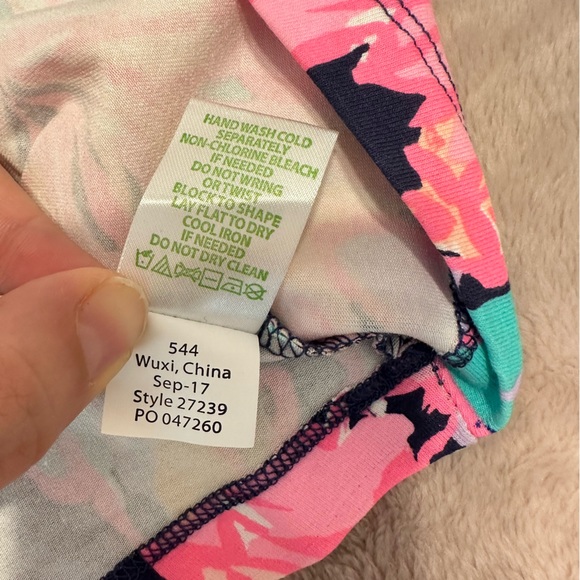 HAND WASH COLD
SEPARATELY
NON-CHLORINE BLEACH
IF NEEDED
DO NOT WRING
OR TWIST
BLOCK TO SHAPE
LAY FLAT TO DRY
COOL IRON
IF NEEDED
DO NOT DRY CLEAN
544
Wuxi, China
Sep-17
Style 27239
PO 047260